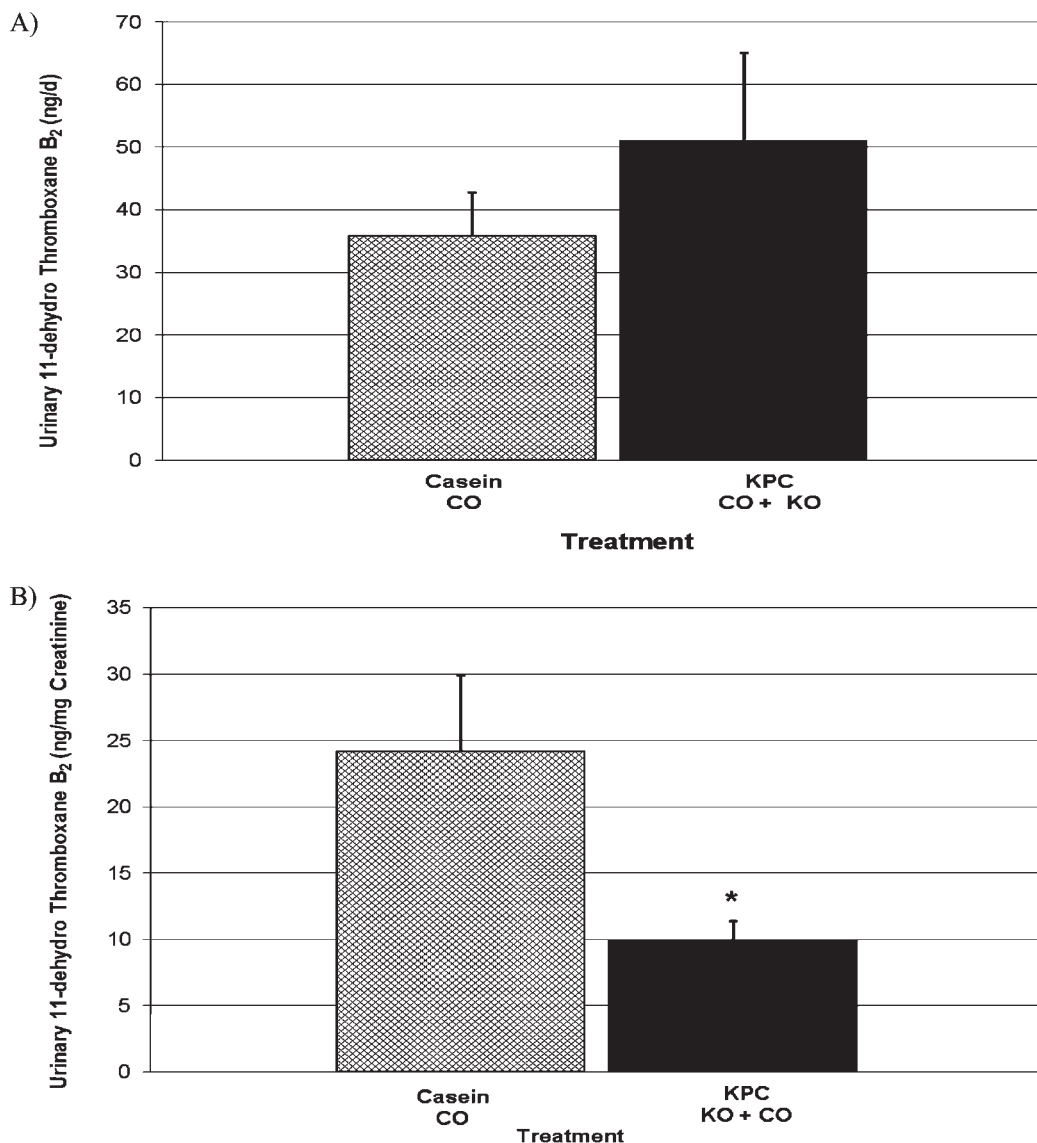 A)
Urinary 11-dehydro Thromboxane B2 (ng/d)
70
60
50
40
30
20
10
0
Casein
CO
KPC
CO + KO
Treatment
B)
Urinary 11-dehydro Thromboxane B2 (ng/mg Creatinine)
35
30
25
20
15
10
5
0
*
Casein
CO
KPC
KO + CO
Treatment